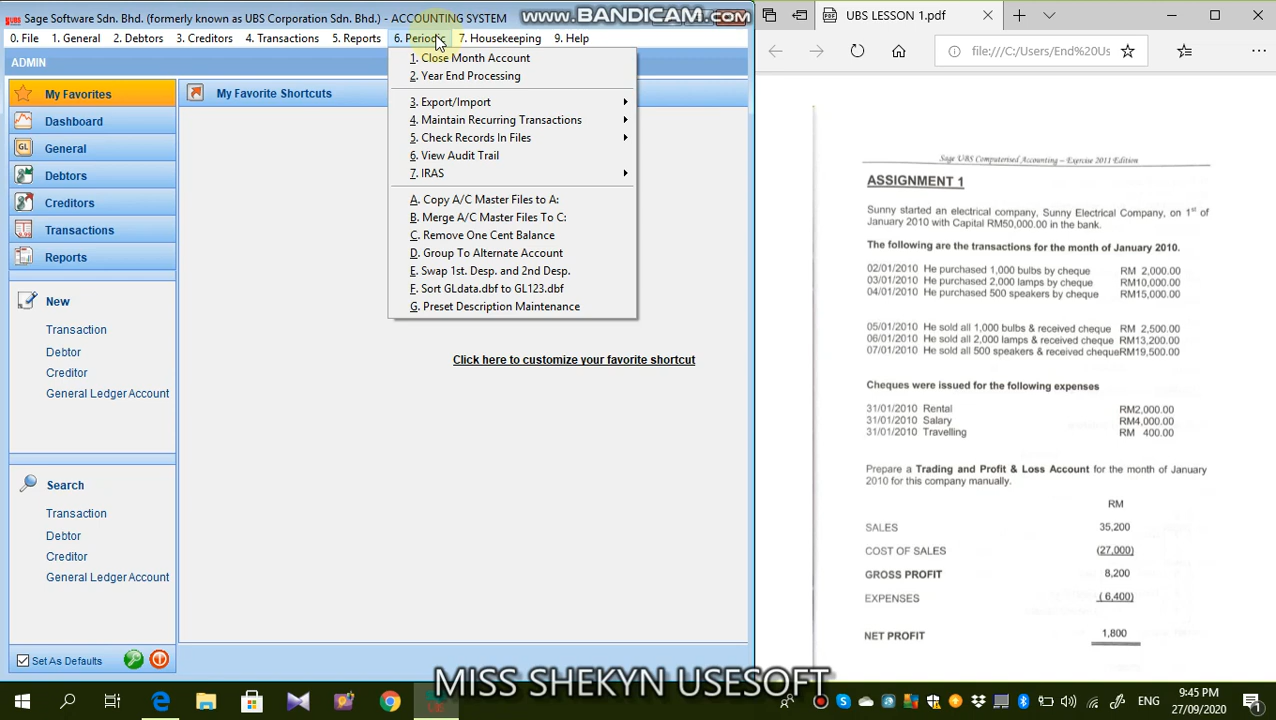 Sage Software Sdn. Bhd. (formerly known as UBS Corporation Sdn. Bhd.) - ACCOUNTING SYSTEM
www.BANDICAM.com
0. File 1. General 2. Debtors 3. Creditors 4. Transactions 5. Reports 6. Periodic 7. Housekeeping 9. Help
ADMIN
My Favorites
Dashboard
General
Debtors
Creditors
Transactions
Reports
New
Transaction
Debtor
Creditor
General Ledger Account
Search
Transaction
Debtor
Creditor
General Ledger Account
Set As Defaults
My Favorite Shortcuts
1. Close Month Account
2. Year End Processing
3. Export/Import
4. Maintain Recurring Transactions
5. Check Records In Files
6. View Audit Trail
7. IRAS
A. Copy A/C Master Files to A:
B. Merge A/C Master Files To C:
C. Remove One Cent Balance
D. Group To Alternate Account
E. Swap 1st. Desp. and 2nd Desp.
F. Sort GLdata.dbf to GL123.dbf
G. Preset Description Maintenance
Click here to customize your favorite shortcut
UBS LESSON 1.pdf
file:///C:/Users/End%20Us
Sage UBS Computerised Accounting – Exercise 2011 Edition
ASSIGNMENT 1
Sunny started an electrical company, Sunny Electrical Company, on 1st of
January 2010 with Capital RM50,000.00 in the bank.
The following are the transactions for the month of January 2010.
02/01/2010 He purchased 1,000 bulbs by cheque RM 2,000.00
03/01/2010 He purchased 2,000 lamps by cheque RM10,000.00
04/01/2010 He purchased 500 speakers by cheque RM15,000.00
05/01/2010 He sold all 1,000 bulbs & received cheque RM 2,500.00
06/01/2010 He sold all 2,000 lamps & received cheque RM13,200.00
07/01/2010 He sold all 500 speakers & received chequeRM19,500.00
Cheques were issued for the following expenses
31/01/2010 Rental RM2,000.00
31/01/2010 Salary RM4,000.00
31/01/2010 Travelling RM 400.00
Prepare a Trading and Profit & Loss Account for the month of January
2010 for this company manually.
RM
SALES 35,200
COST OF SALES (27,000)
GROSS PROFIT 8,200
EXPENSES (6,400)
NET PROFIT 1,800
MISS SHEKYN USESOFT
ENG
9:45 PM
27/09/2020